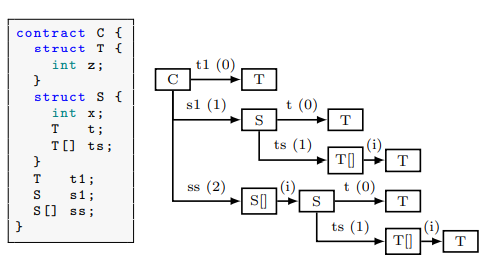 contract C {
struct T {
int z;
}
struct S {
int x;
T t;
T[] ts;
}
T t1;
S s1;
S[] ss;
}
t1 (0)
C
T
s1 (1)
t (0)
S
T
ts (1)
(i)
T[]
T
ss (2)
(i)
t (0)
S[]
S
T
ts (1)
(i)
T[]
T